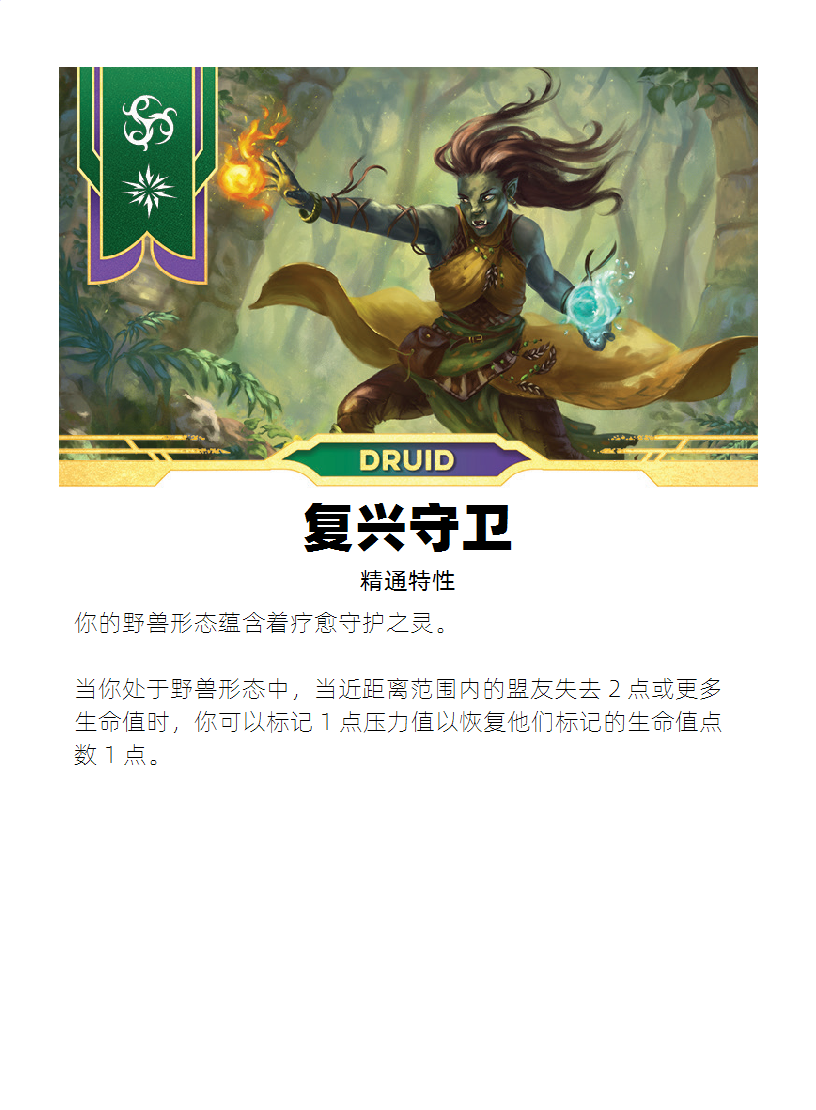 DRUID
复兴守卫
精通特性
你的野兽形态蕴含着疗愈守护之灵。
当你处于野兽形态中，当近距离范围内的盟友失去 2 点或更多
生命值时，你可以标记 1 点压力值以恢复他们标记的生命值点
数 1 点。